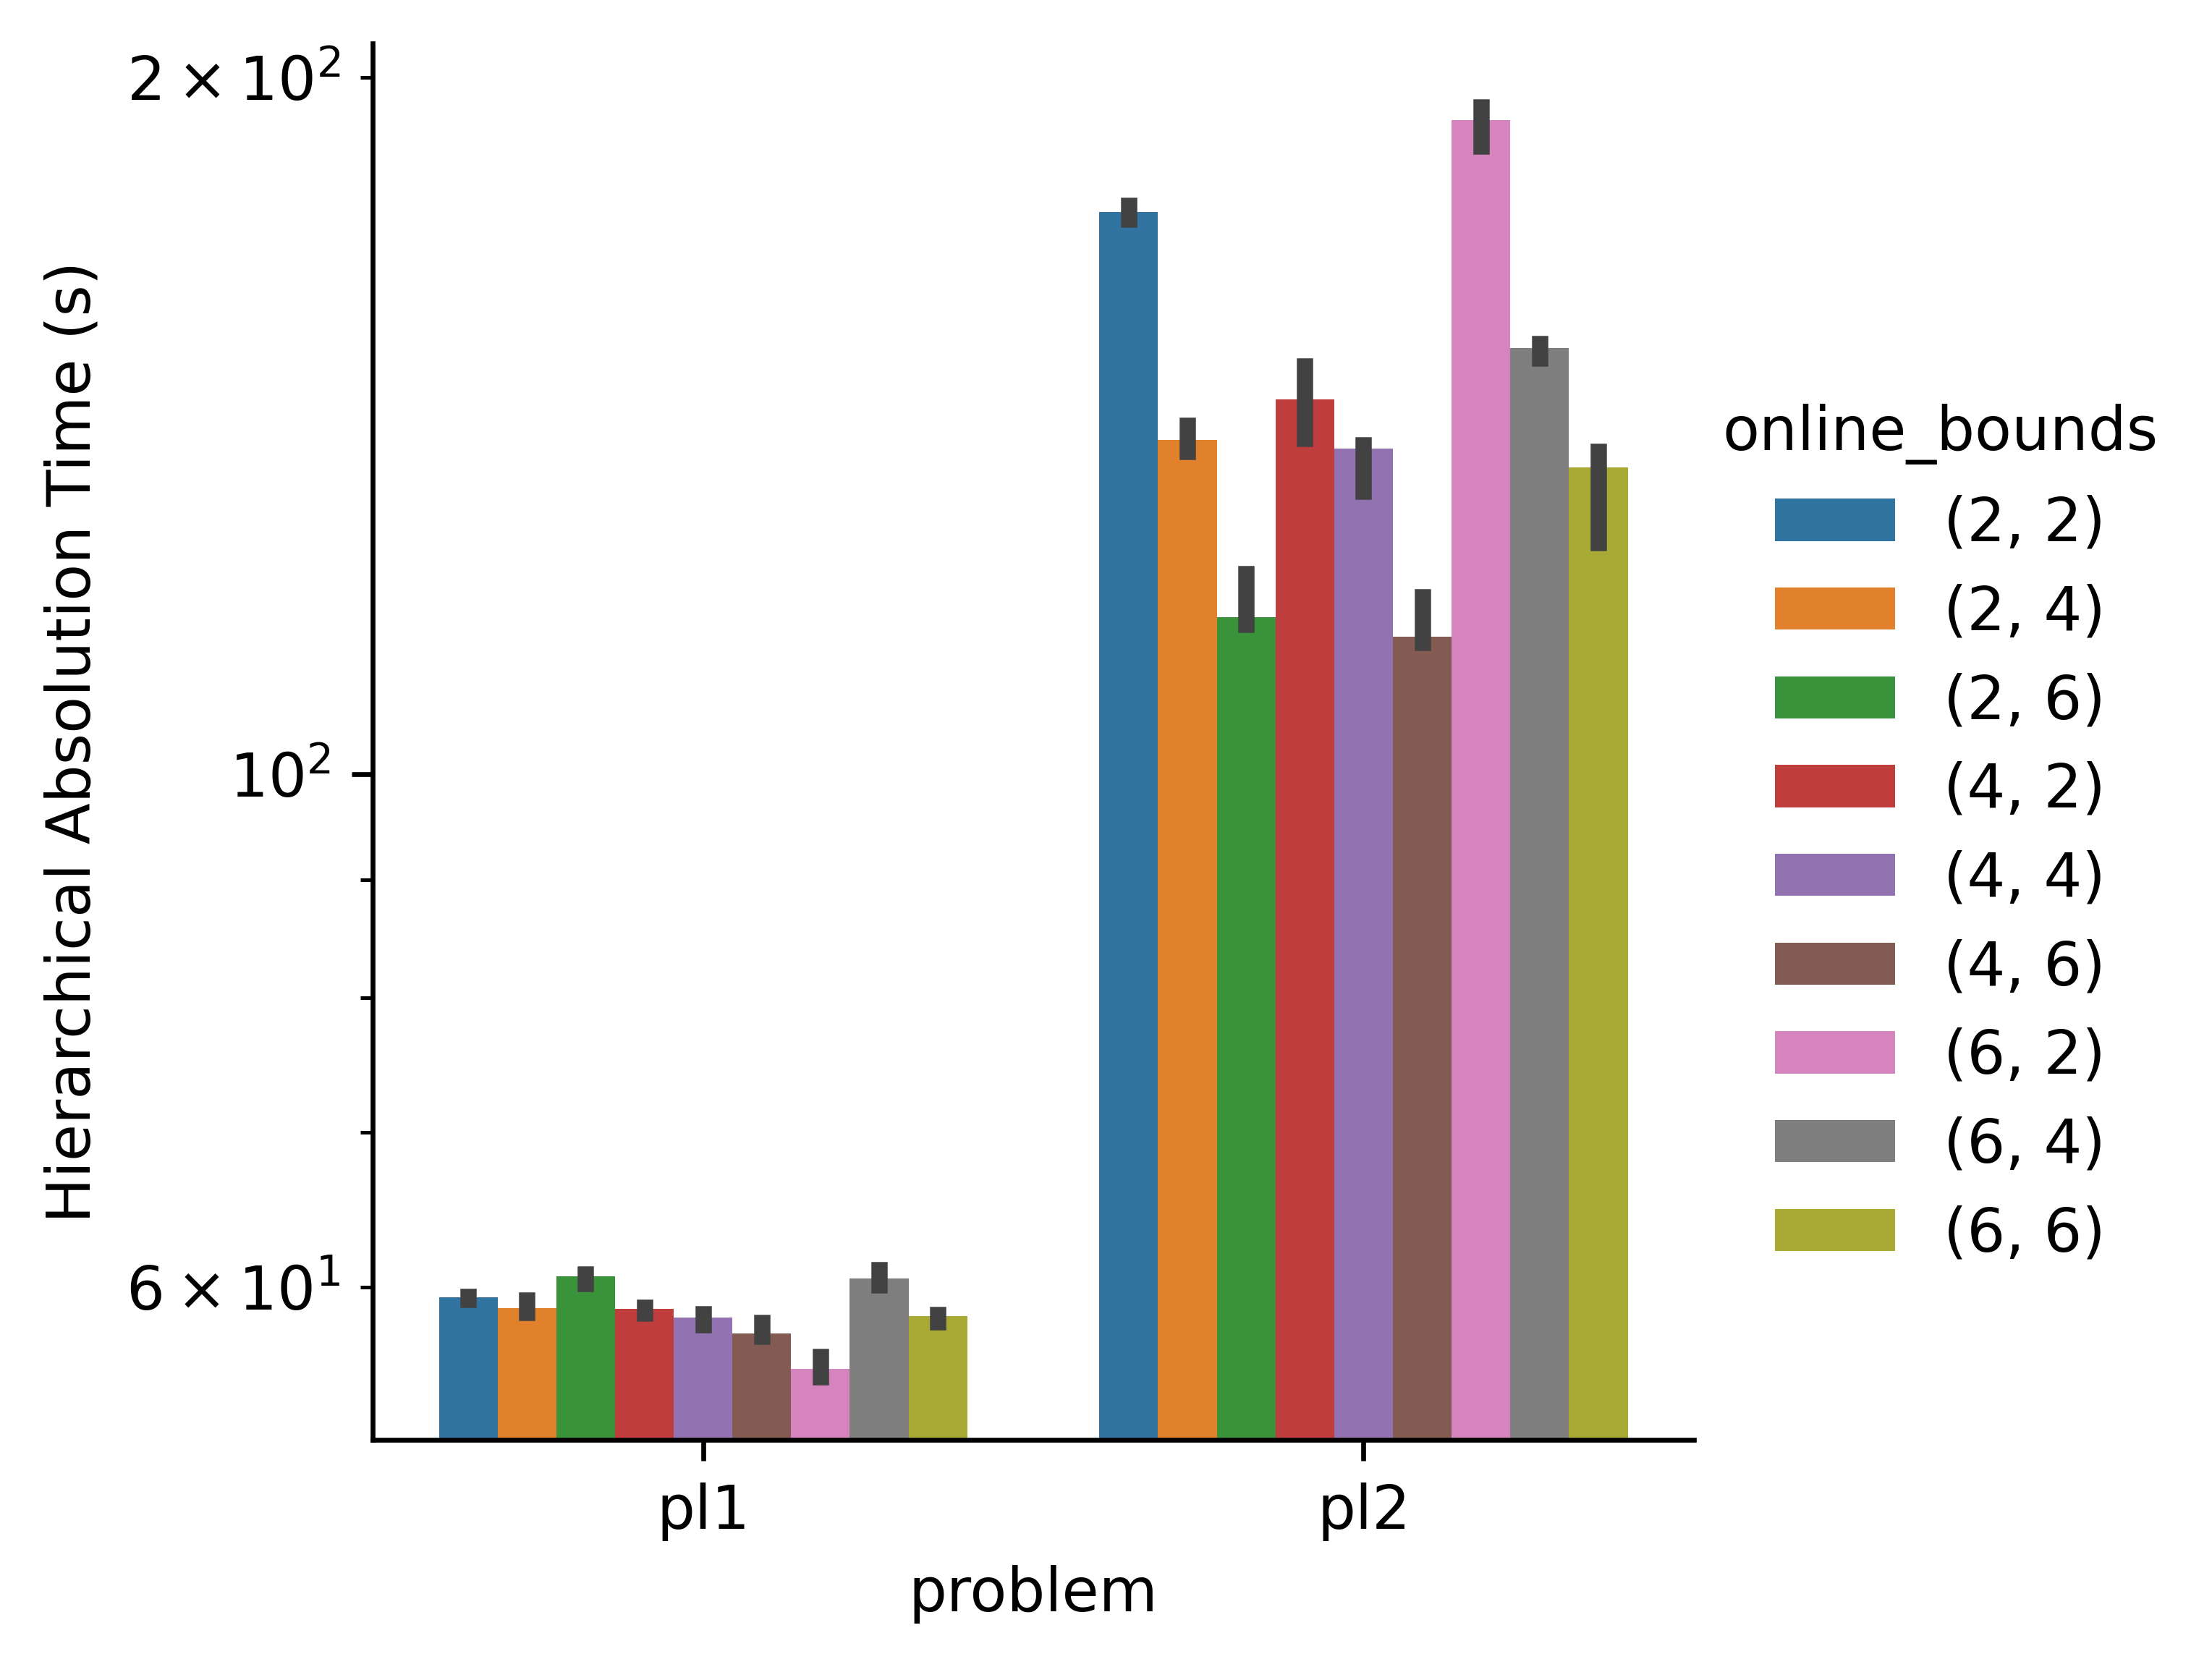 2 × 10²
10²
6 × 10¹
Hierarchical Absolution Time (s)
pl1
pl2
problem
online_bounds
(2, 2)
(2, 4)
(2, 6)
(4, 2)
(4, 4)
(4, 6)
(6, 2)
(6, 4)
(6, 6)